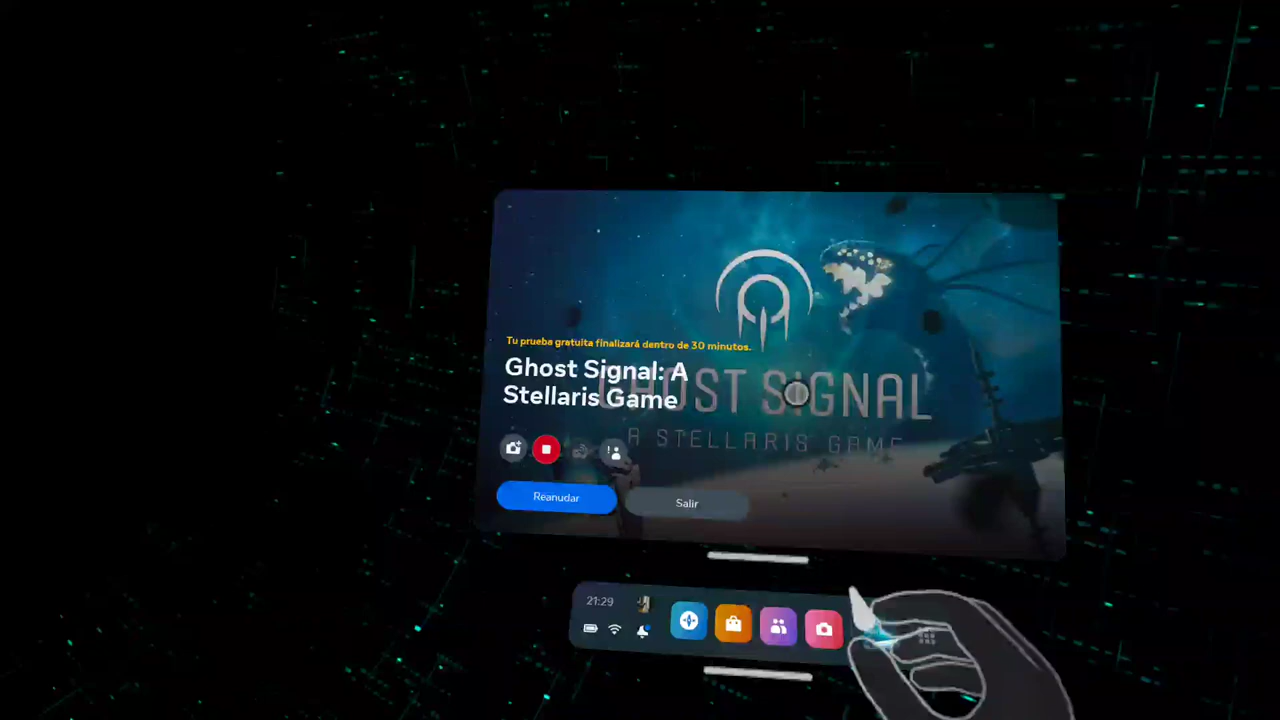 Tu prueba gratuita finalizará dentro de 30 minutos.
Ghost Signal: A
Stellaris Game
GHOST SIGNAL
A STELLARIS GAME
Reanudar
Salir
21:29